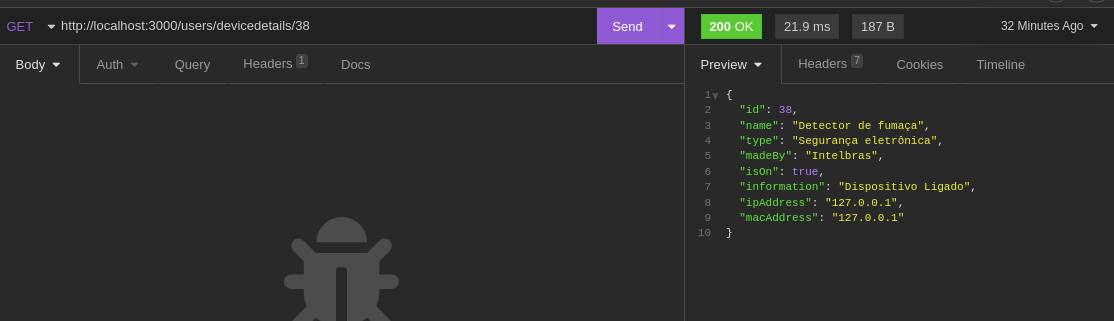 GET http://localhost:3000/users/devicedetails/38 Send 200 OK 21.9 ms 187 B 32 Minutes Ago
Body Auth Query Headers 1 Docs Preview Headers 7 Cookies Timeline
1 {
2 "id": 38,
3 "name": "Detector de fumaça",
4 "type": "Segurança eletrônica",
5 "madeBy": "Intelbras",
6 "isOn": true,
7 "information": "Dispositivo Ligado",
8 "ipAddress": "127.0.0.1",
9 "macAddress": "127.0.0.1"
10 }